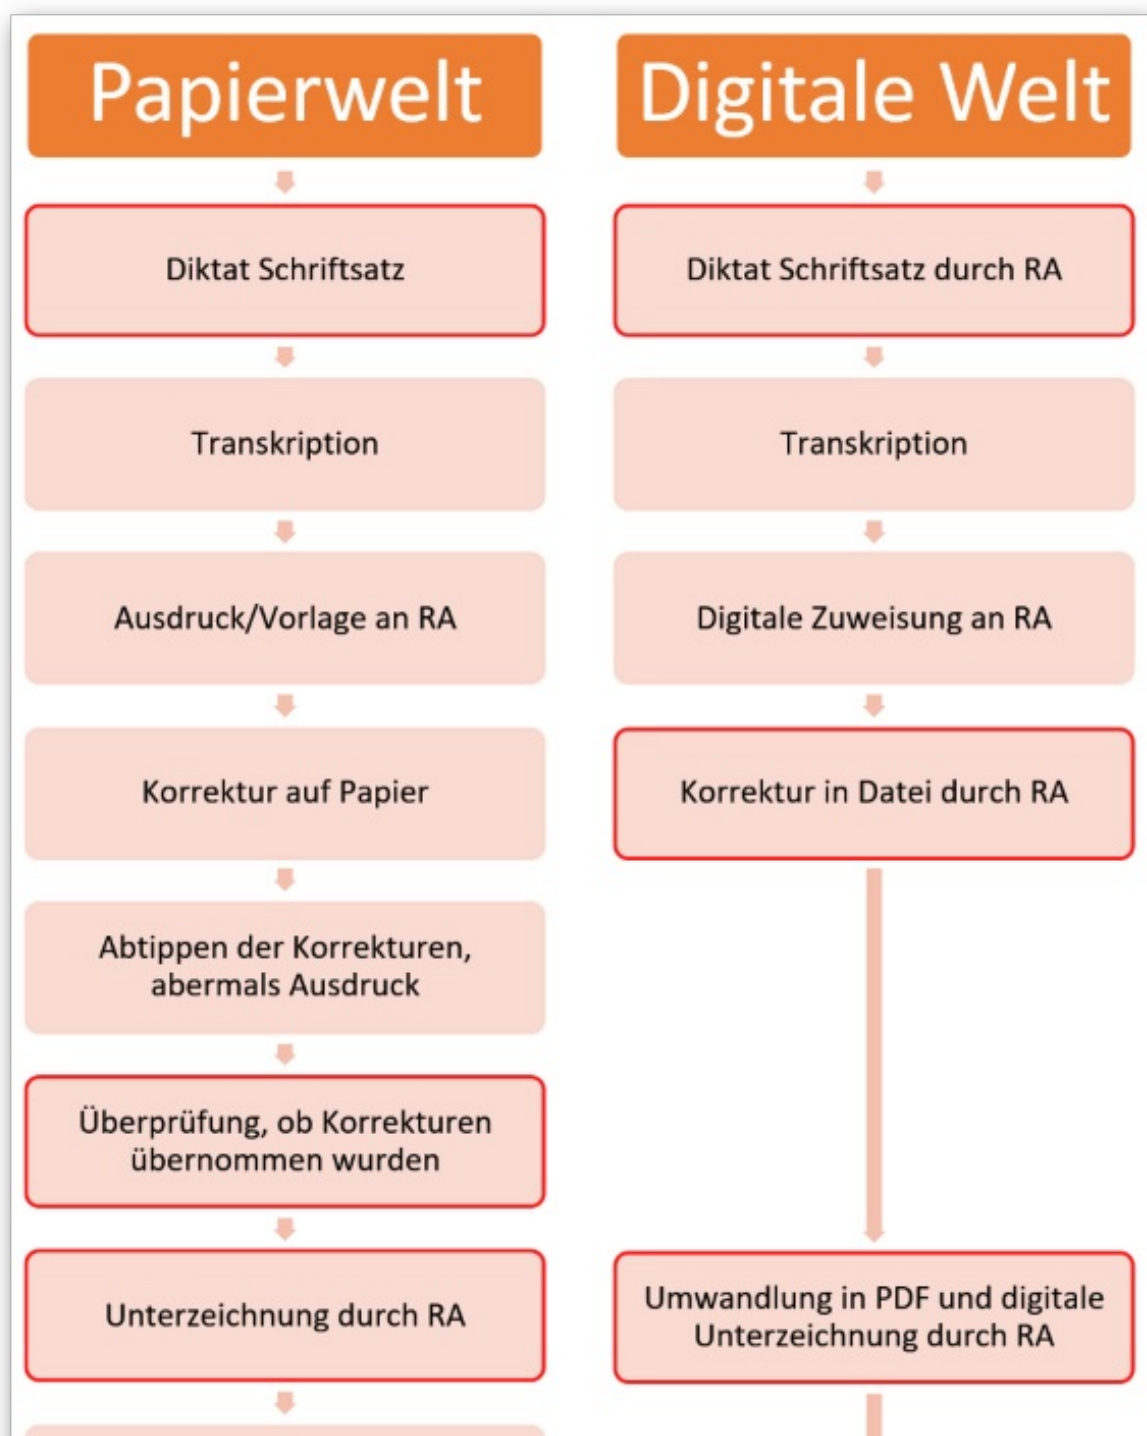 Papierwelt
Diktat Schriftsatz
Transkription
Ausdruck/Vorlage an RA
Korrektur auf Papier
Abtippen der Korrekturen,
abermals Ausdruck
Überprüfung, ob Korrekturen
übernommen wurden
Unterzeichnung durch RA
Digitale Welt
Diktat Schriftsatz durch RA
Transkription
Digitale Zuweisung an RA
Korrektur in Datei durch RA
Umwandlung in PDF und digitale
Unterzeichnung durch RA